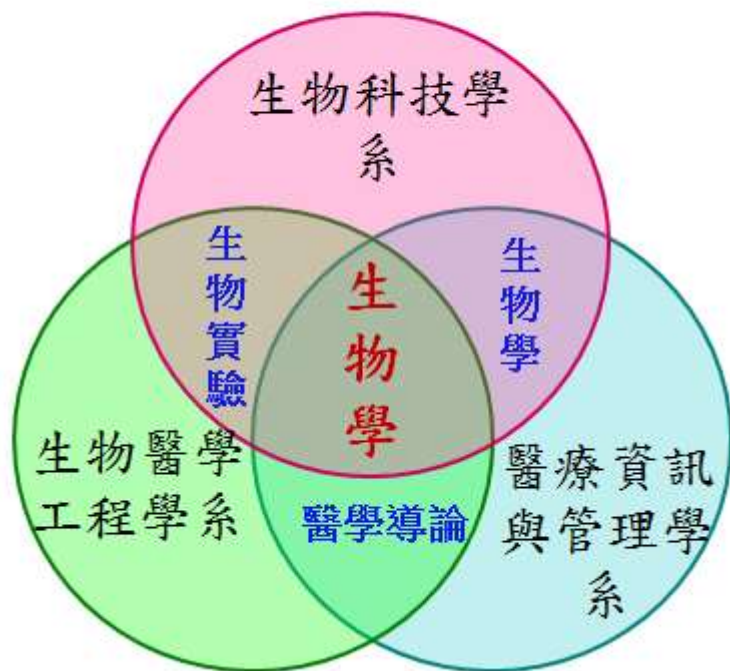 生物科技學
系
生物實驗
生物學
生物學
生物醫學
工程學系
醫學導論
醫療資訊
與管理學
系